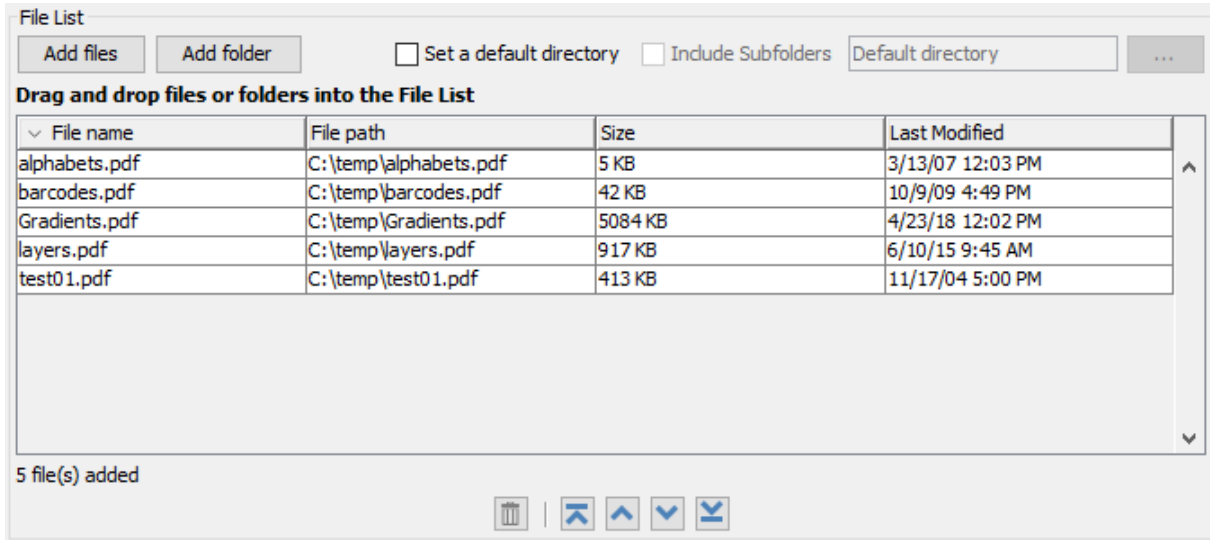 File List
Add files Add folder Set a default directory Include Subfolders Default directory ...
Drag and drop files or folders into the File List
File name File path Size Last Modified
alphabets.pdf C:\temp\alphabets.pdf 5 KB 3/13/07 12:03 PM
barcodes.pdf C:\temp\barcodes.pdf 42 KB 10/9/09 4:49 PM
Gradients.pdf C:\temp\Gradients.pdf 5084 KB 4/23/18 12:02 PM
layers.pdf C:\temp\layers.pdf 917 KB 6/10/15 9:45 AM
test01.pdf C:\temp\test01.pdf 413 KB 11/17/04 5:00 PM
5 file(s) added